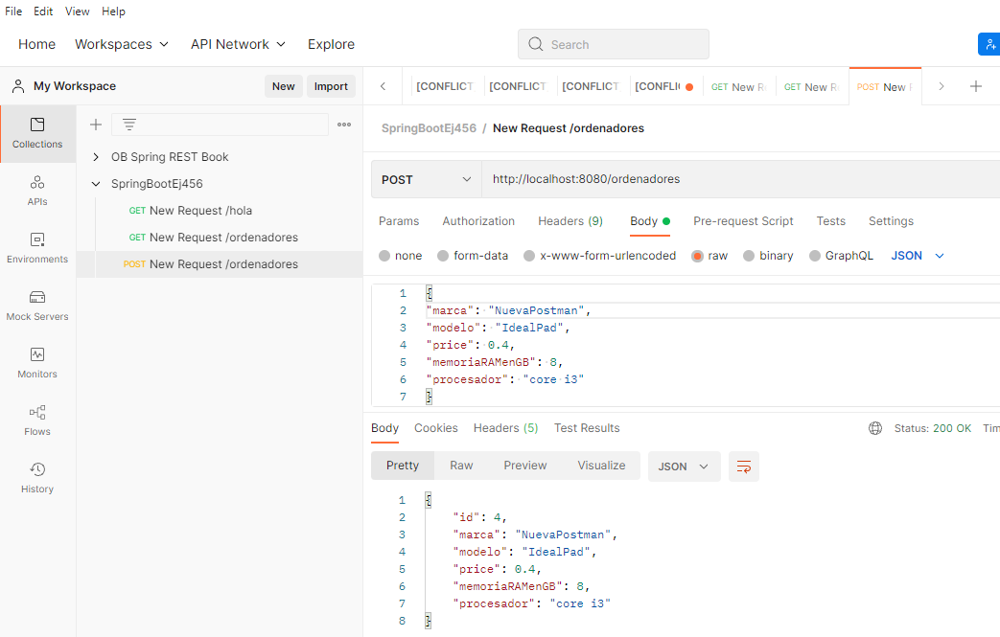 File Edit View Help
Home Workspaces API Network Explore Search
My Workspace New Import
[CONFLICT [CONFLICT [CONFLICT [CONFLI GET New R GET New Re POST New
Collections
APIs
Environments
Mock Servers
Monitors
Flows
History
OB Spring REST Book
SpringBootEj456
GET New Request /hola
GET New Request /ordenadores
POST New Request /ordenadores
SpringBootEj456 / New Request /ordenadores
POST http://localhost:8080/ordenadores
Params Authorization Headers (9) Body Pre-request Script Tests Settings
none form-data x-www-form-urlencoded raw binary GraphQL JSON
1 {
2 "marca": "NuevaPostman",
3 "modelo": "IdealPad",
4 "price": 0.4,
5 "memoriaRAMenGB": 8,
6 "procesador": "core i3"
7 }
Body Cookies Headers (5) Test Results Status: 200 OK Tim
Pretty Raw Preview Visualize JSON
1 {
2 "id": 4,
3 "marca": "NuevaPostman",
4 "modelo": "IdealPad",
5 "price": 0.4,
6 "memoriaRAMenGB": 8,
7 "procesador": "core i3"
8 }